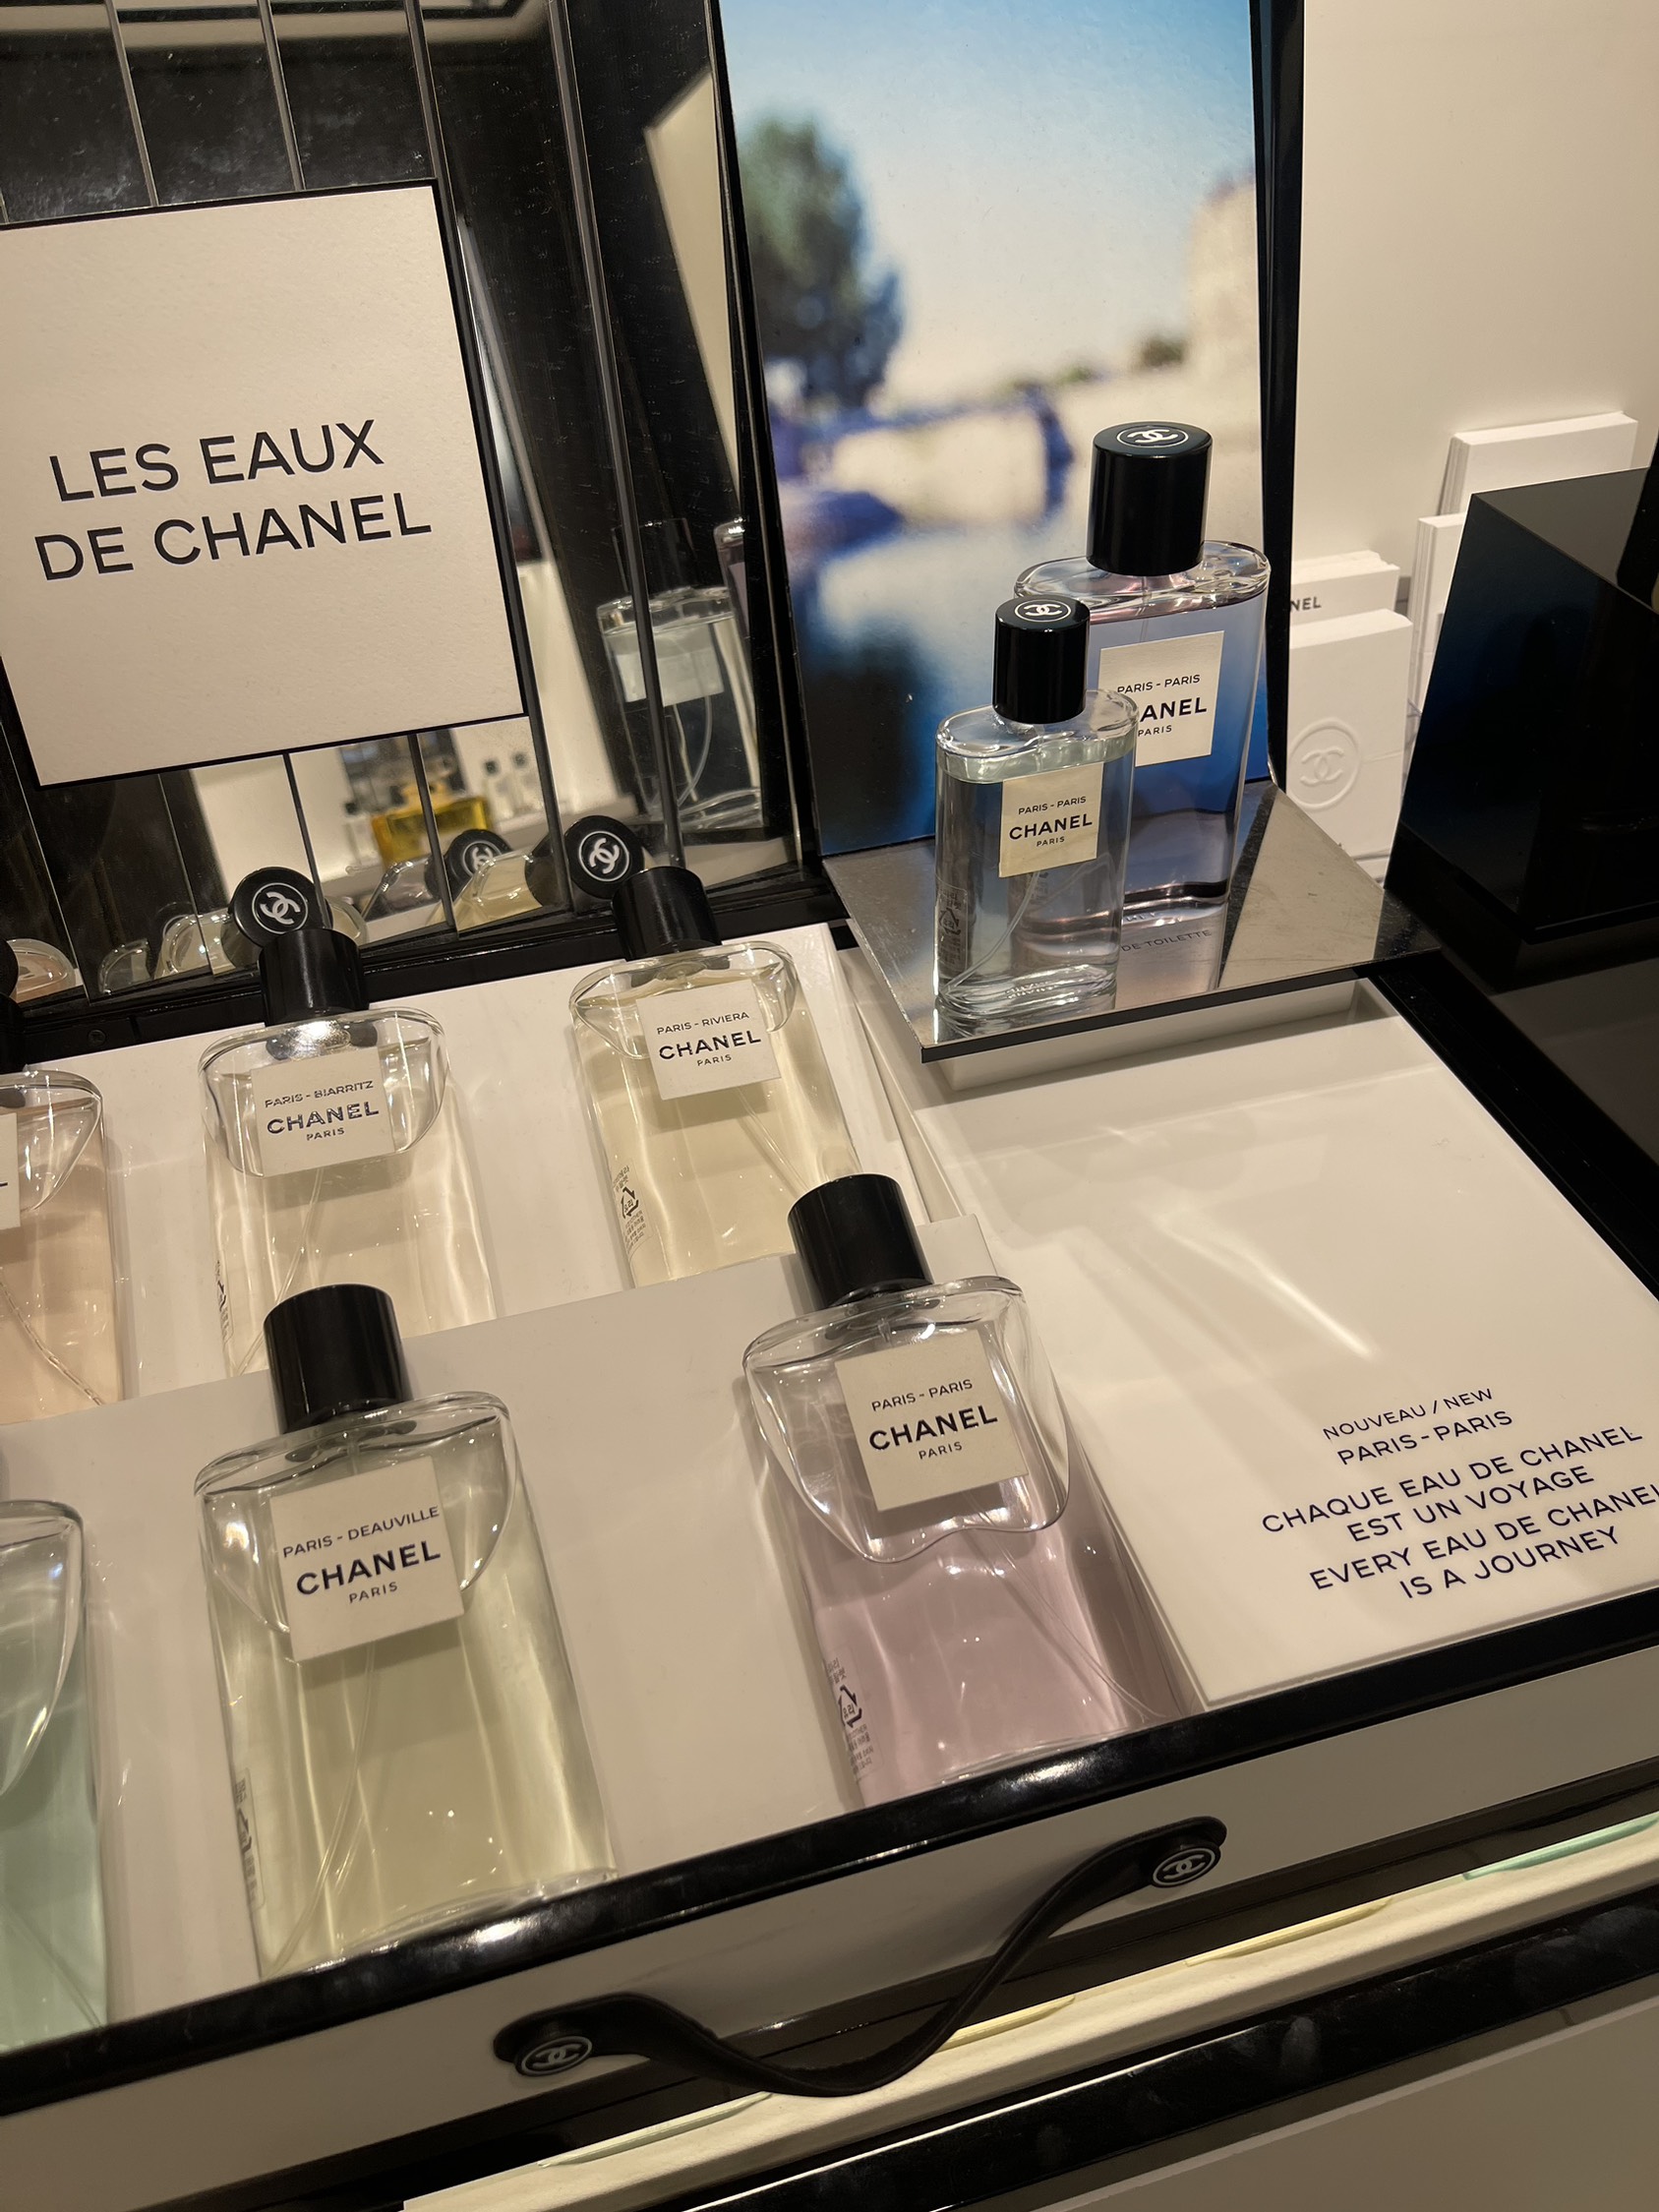 LES EAUX
DE CHANEL
PARIS - PARIS
ANEL
PARIS
NEL
PARIS - PARIS
CHANEL
PARIS
DE TOILETTE
PARIS - RIVIERA
CHANEL
PARIS
PARIS - BIARRITZ
CHANEL
PARIS
PARIS - PARIS
CHANEL
PARIS
PARIS - DEAUVILLE
CHANEL
PARIS
NOUVEAU / NEW
PARIS - PARIS
CHAQUE EAU DE CHANEL
EST UN VOYAGE
EVERY EAU DE CHANEL
IS A JOURNEY